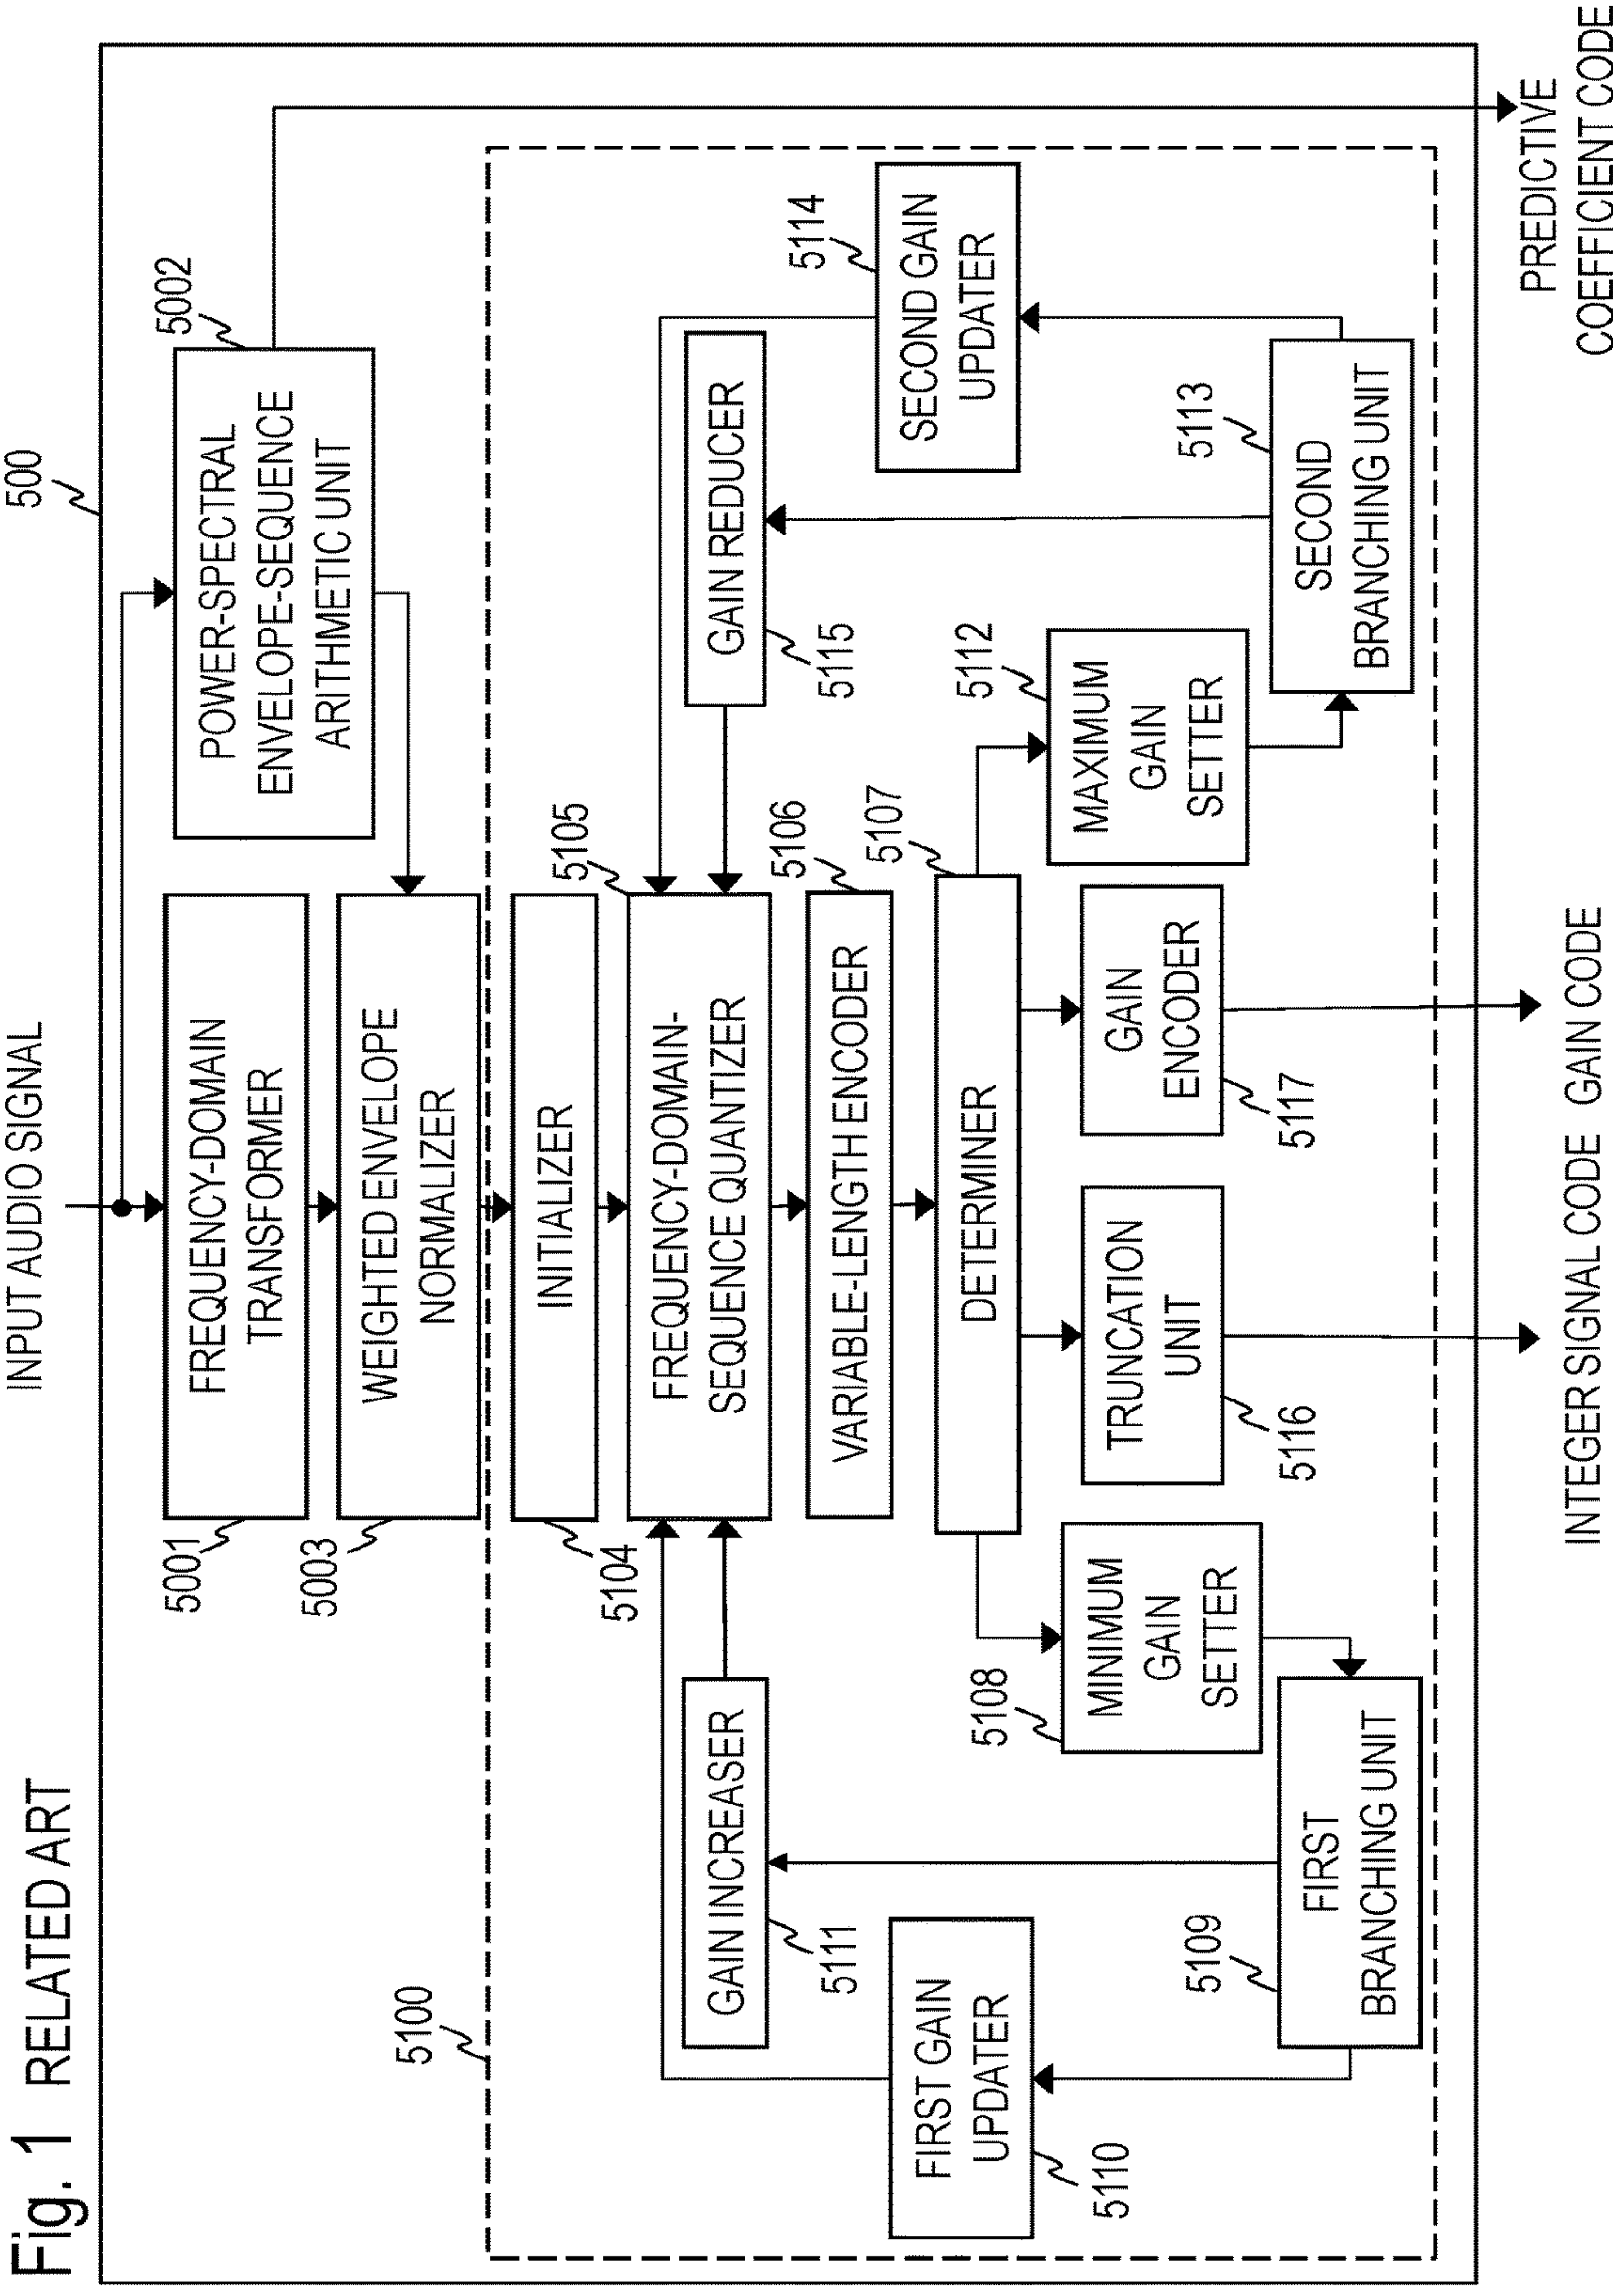 Fig. 1 RELATED ART
INPUT AUDIO SIGNAL
500
5001
FREQUENCY-DOMAIN
TRANSFORMER
5002
POWER-SPECTRAL
ENVELOPE-SEQUENCE
ARITHMETIC UNIT
5003
WEIGHTED ENVELOPE
NORMALIZER
5100
INITIALIZER
5104
5105
FREQUENCY-DOMAIN-
SEQUENCE QUANTIZER
GAIN INCREASER
5111
GAIN REDUCER
5115
5106
VARIABLE-LENGTH ENCODER
FIRST GAIN
UPDATER
5110
5114
SECOND GAIN
UPDATER
5107
DETERMINER
5108
MINIMUM
GAIN
SETTER
TRUNCATION
UNIT
5116
GAIN
ENCODER
5117
5112
MAXIMUM
GAIN
SETTER
5109
FIRST
BRANCHING UNIT
5113
SECOND
BRANCHING UNIT
INTEGER SIGNAL CODE
GAIN CODE
PREDICTIVE
COEFFICIENT CODE